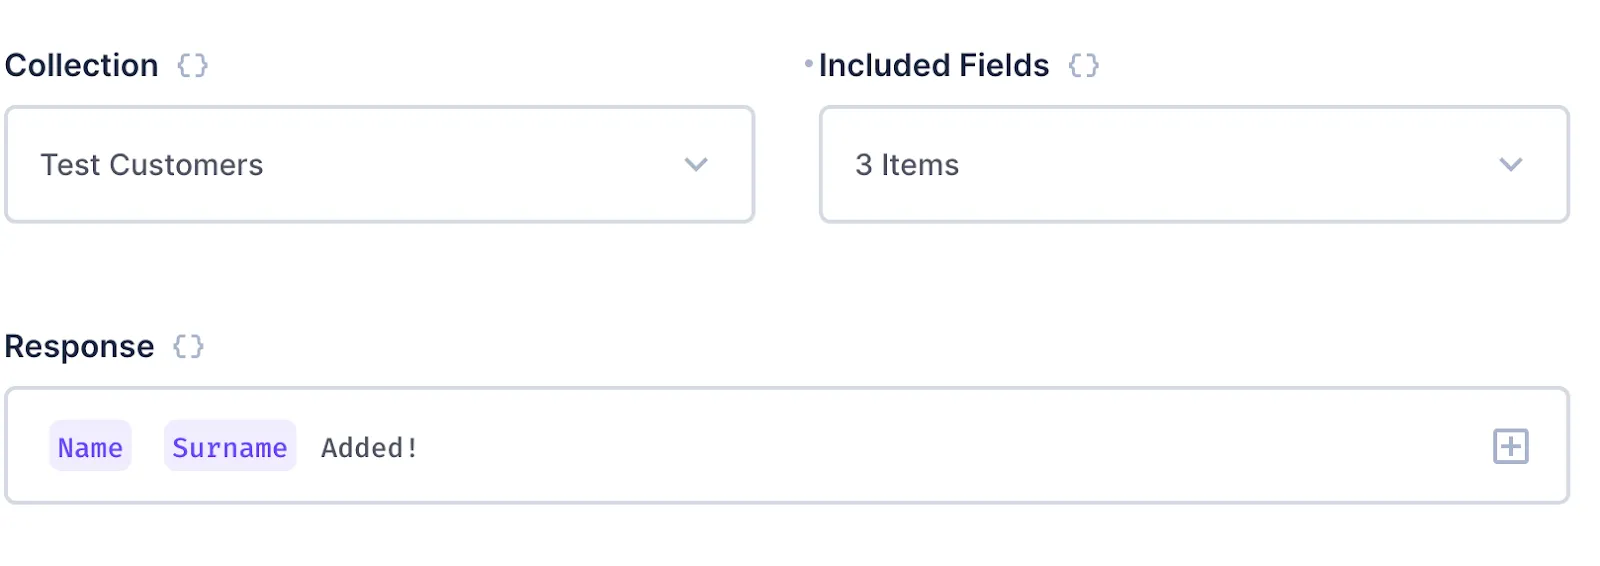 Collection {} Included Fields {}
Test Customers 3 Items
Response {}
Name Surname Added!